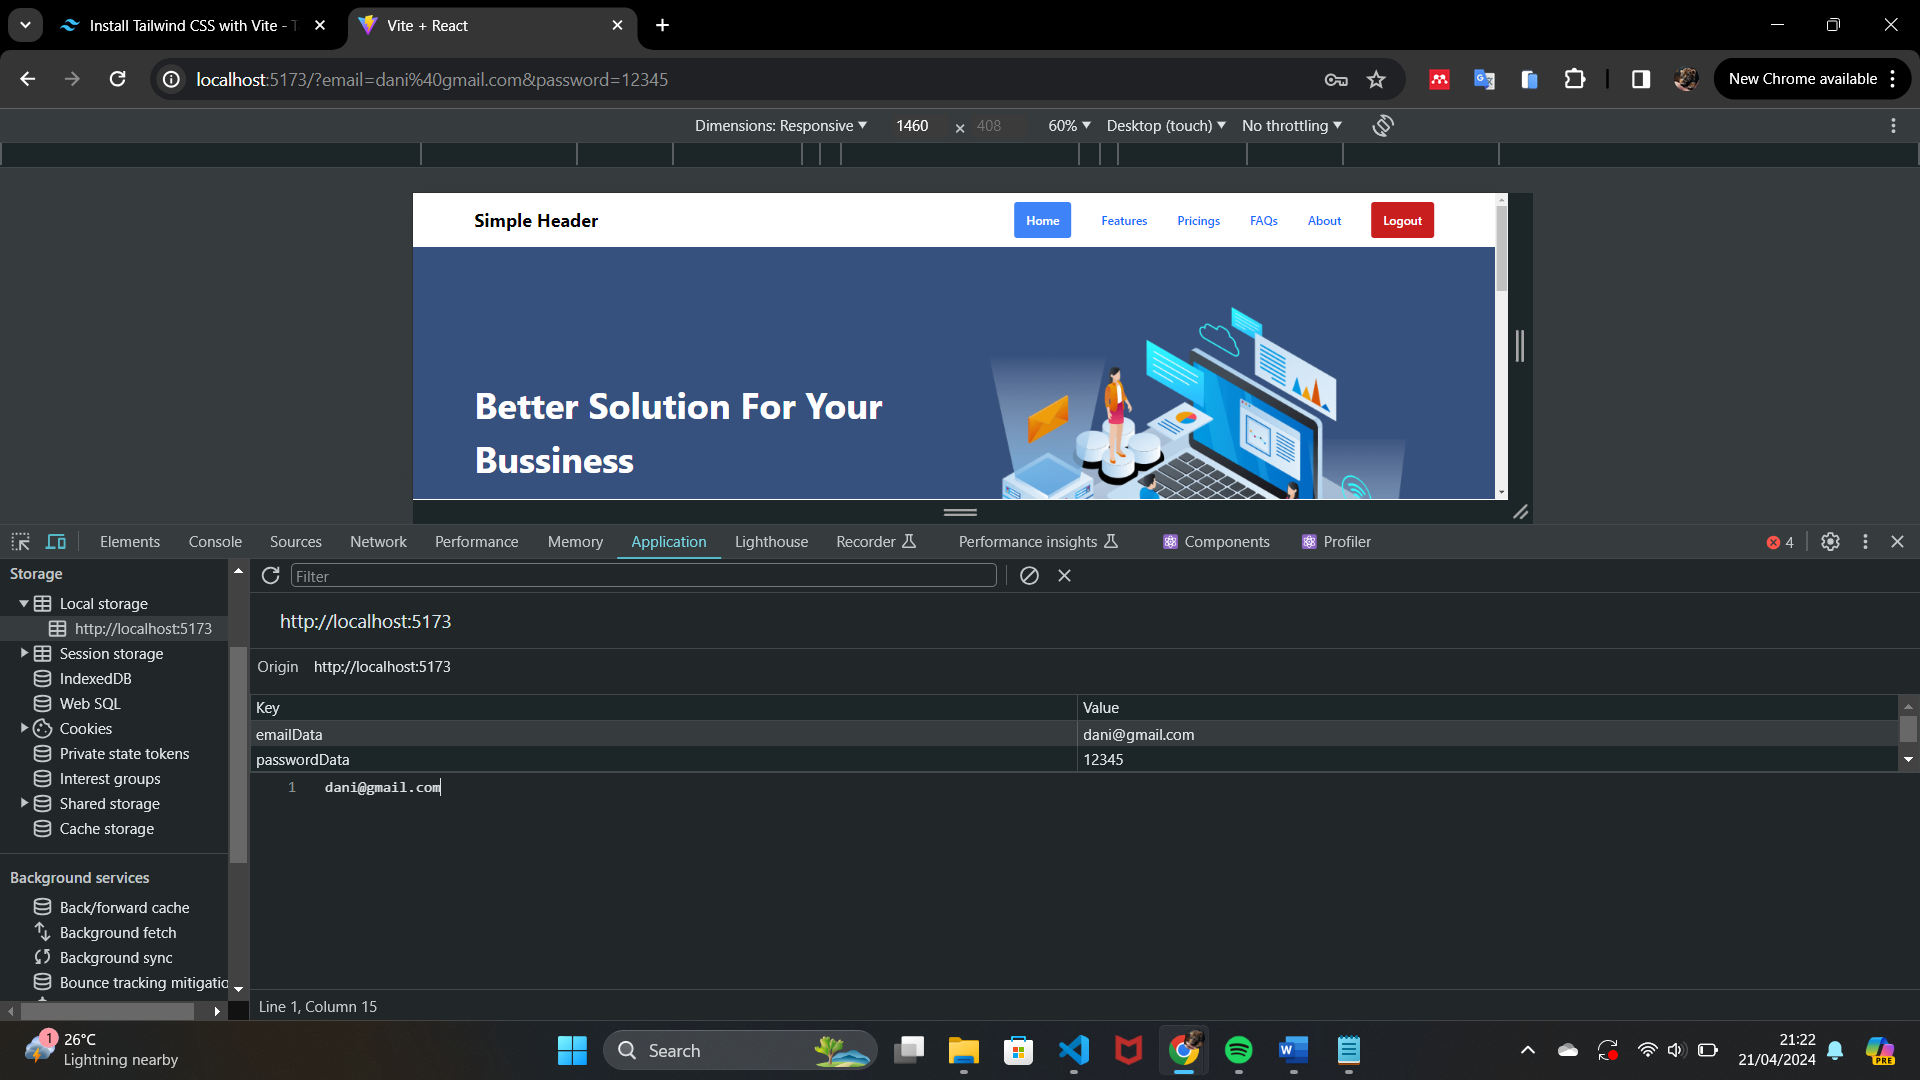 Install Tailwind CSS with Vite - T
Vite + React
localhost:5173/?email=dani%40gmail.com&password=12345
New Chrome available
Dimensions: Responsive
1460 × 408
60%
Desktop (touch)
No throttling
Simple Header
Home
Features
Pricings
FAQs
About
Logout
Better Solution For Your
Bussiness
Elements
Console
Sources
Network
Performance
Memory
Application
Lighthouse
Recorder
Performance insights
Components
Profiler
4
Storage
Local storage
http://localhost:5173
Session storage
IndexedDB
Web SQL
Cookies
Private state tokens
Interest groups
Shared storage
Cache storage
Background services
Back/forward cache
Background fetch
Background sync
Bounce tracking mitigatio
Filter
http://localhost:5173
Origin http://localhost:5173
Key Value
emailData dani@gmail.com
passwordData 12345
1 dani@gmail.com
Line 1, Column 15
1
26°C
Lightning nearby
Search
W
21:22
21/04/2024
PRE